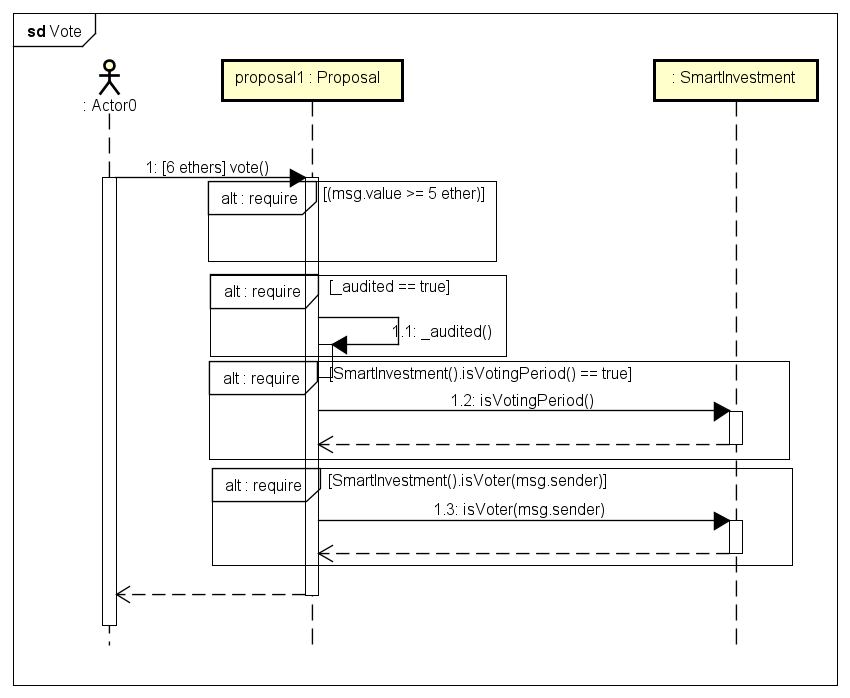 sd Vote
: Actor0
proposal1 : Proposal
: SmartInvestment
1: [6 ethers] vote()
alt : require
[(msg.value >= 5 ether)]
alt : require
[_audited == true]
1.1: _audited()
alt : require
[SmartInvestment().isVotingPeriod() == true]
1.2: isVotingPeriod()
alt : require
[SmartInvestment().isVoter(msg.sender)]
1.3: isVoter(msg.sender)